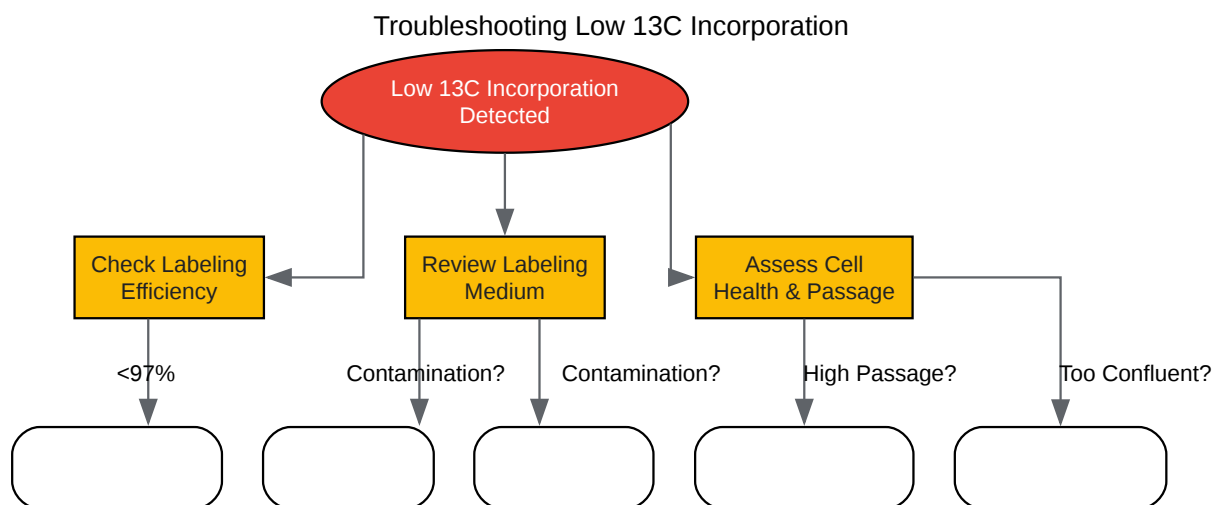 Troubleshooting Low 13C Incorporation
Low 13C Incorporation
Detected
Check Labeling
Efficiency
Review Labeling
Medium
Assess Cell
Health & Passage
<97%
Contamination?
Contamination?
High Passage?
Too Confluent?